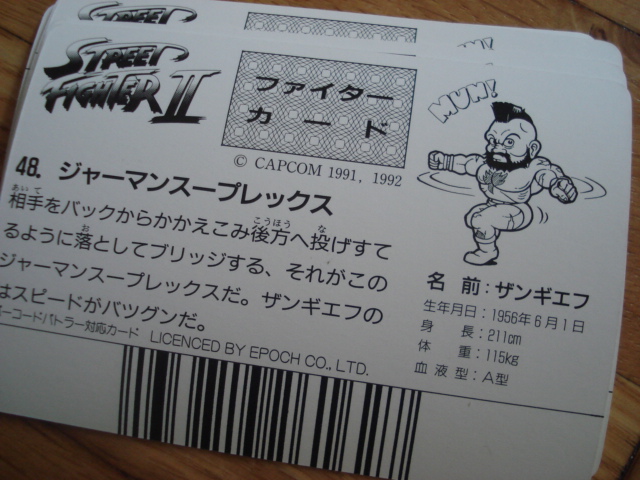 STREET
FIGHTER II
ファイター
カード
© CAPCOM 1991, 1992
MUN!
48. ジャーマンスープレックス
相手をバックからかかえこみ後方へ投げすて
るように落としてブリッジする、それがこの
ジャーマンスープレックスだ。ザンギエフの
はスピードがバツグンだ。
ーコードバトラー対応カード LICENCED BY EPOCH CO., LTD.
名前：ザンギエフ
生年月日：1956年6月1日
身長：211cm
体重：115kg
血液型：A型